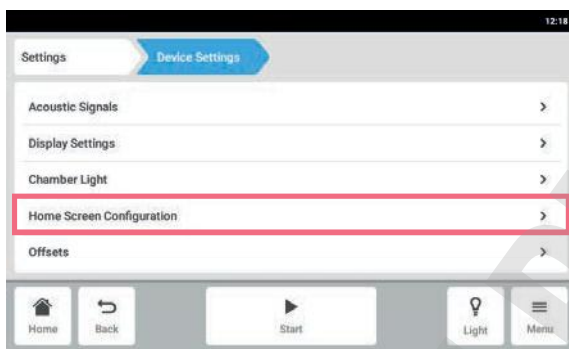 12:18
Settings Device Settings
Acoustic Signals
Display Settings
Chamber Light
Home Screen Configuration
Offsets
Home Back Start Light Menu